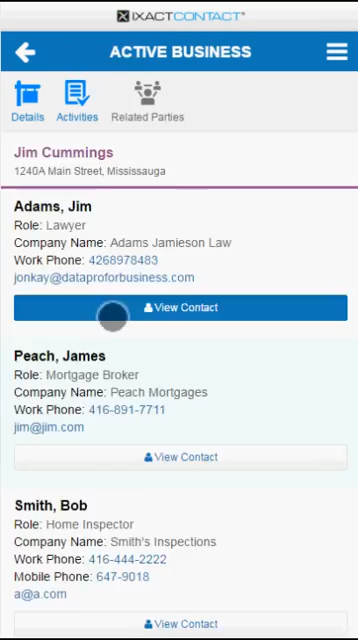 IXACTCONTACT®
ACTIVE BUSINESS
Details Activities Related Parties
Jim Cummings
1240A Main Street, Mississauga
Adams, Jim
Role: Lawyer
Company Name: Adams Jamieson Law
Work Phone: 4268978483
jonkay@dataproforbusiness.com
View Contact
Peach, James
Role: Mortgage Broker
Company Name: Peach Mortgages
Work Phone: 416-891-7711
jim@jim.com
View Contact
Smith, Bob
Role: Home Inspector
Company Name: Smith's Inspections
Work Phone: 416-444-2222
Mobile Phone: 647-9018
a@a.com
View Contact